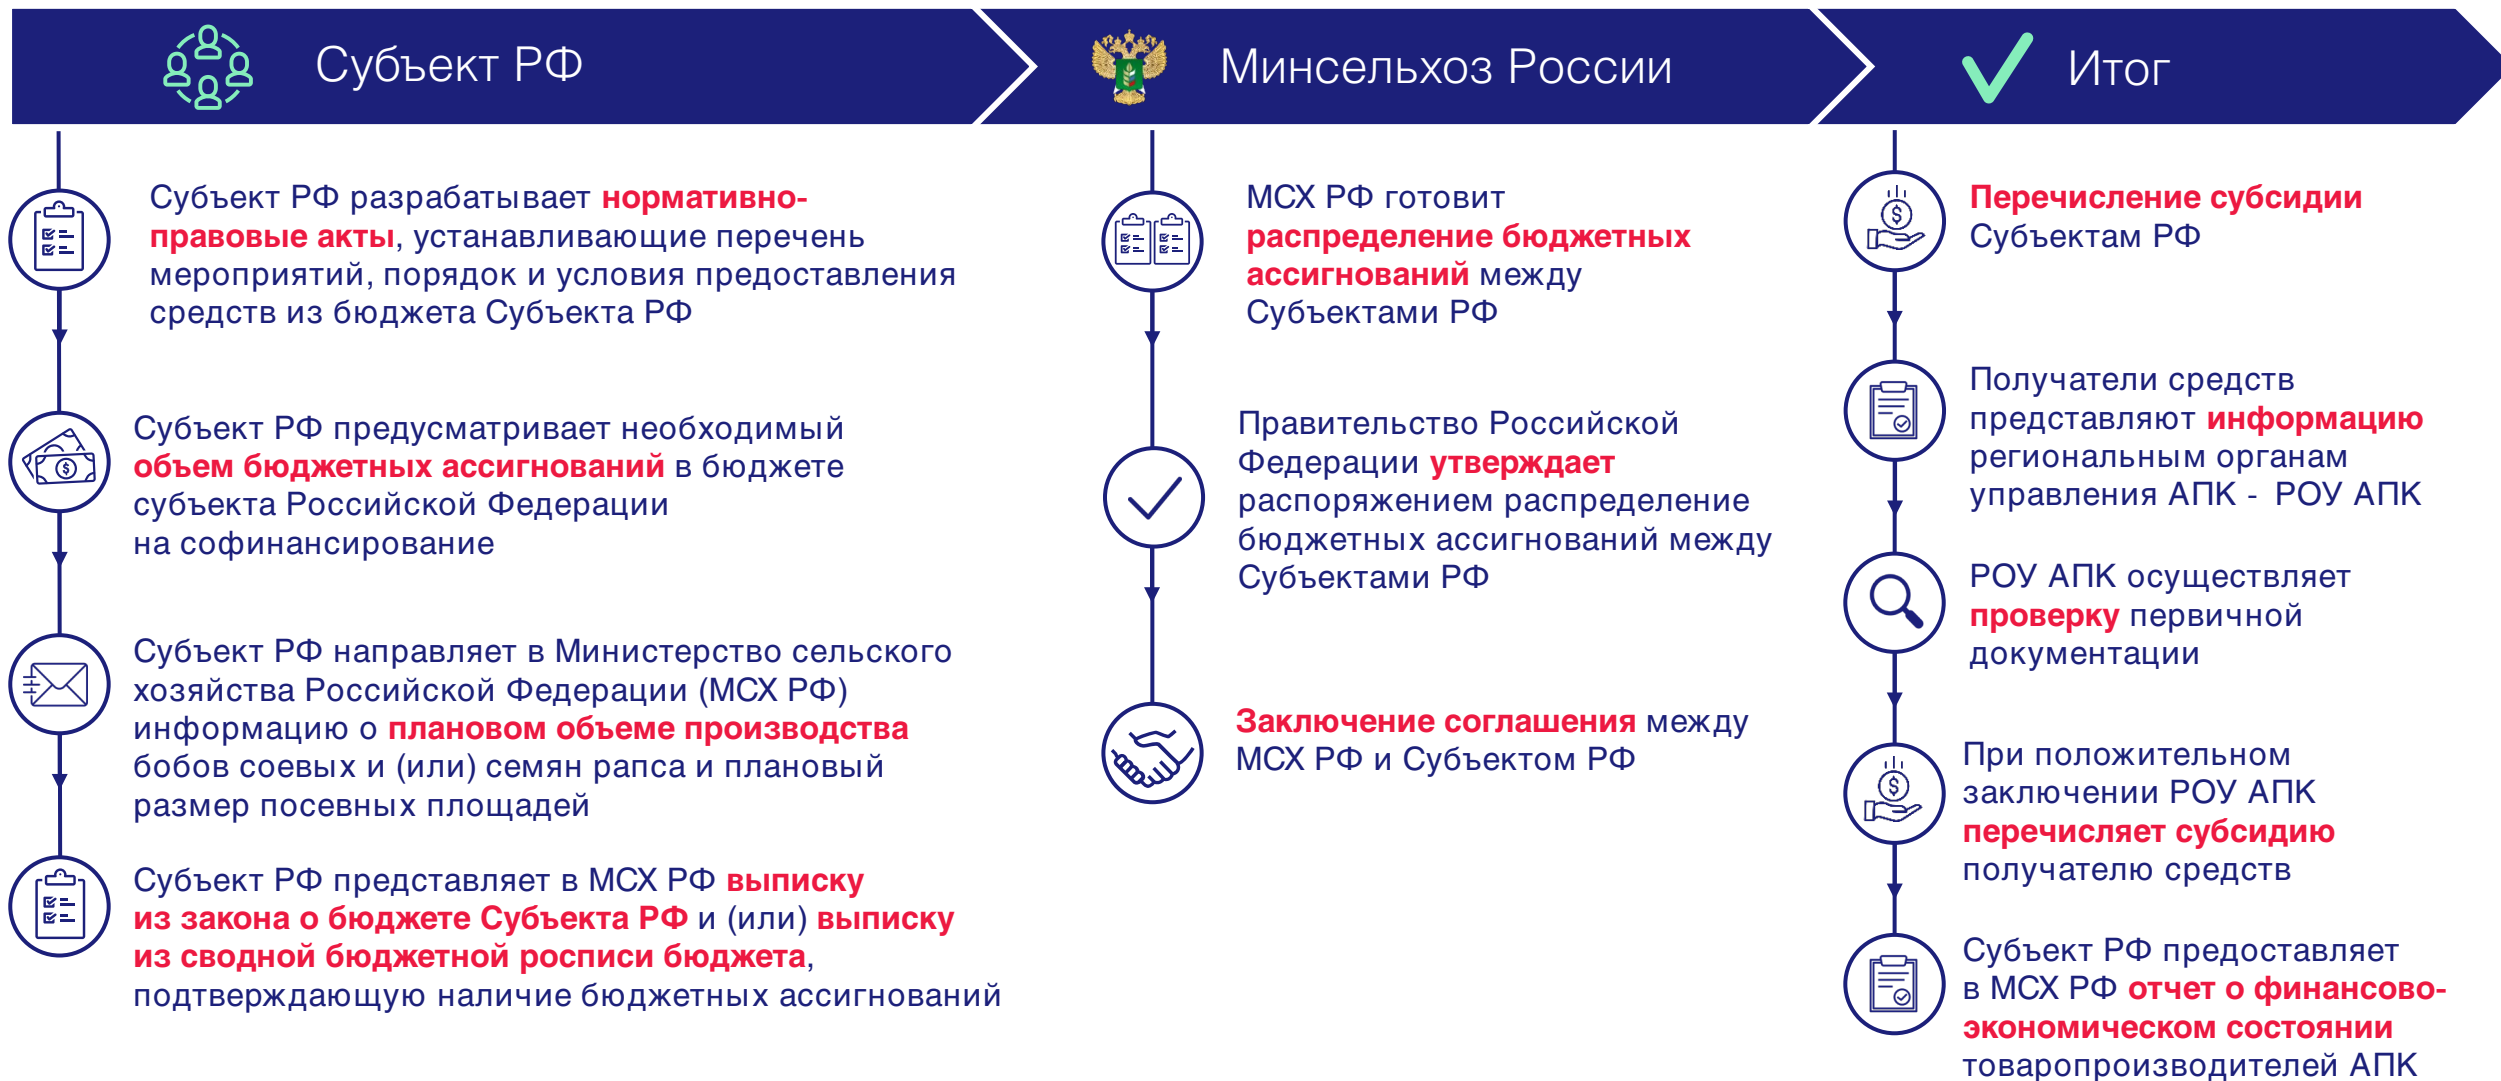 Субъект РФ
Минсельхоз России
Итог
Субъект РФ разрабатывает нормативно-
правовые акты, устанавливающие перечень
мероприятий, порядок и условия предоставления
средств из бюджета Субъекта РФ
Субъект РФ предусматривает необходимый
объем бюджетных ассигнований в бюджете
субъекта Российской Федерации
на софинансирование
Субъект РФ направляет в Министерство сельского
хозяйства Российской Федерации (МСХ РФ)
информацию о плановом объеме производства
бобов соевых и (или) семян рапса и плановый
размер посевных площадей
Субъект РФ представляет в МСХ РФ выписку
из закона о бюджете Субъекта РФ и (или) выписку
из сводной бюджетной росписи бюджета,
подтверждающую наличие бюджетных ассигнований
МСХ РФ готовит
распределение бюджетных
ассигнований между
Субъектами РФ
Правительство Российской
Федерации утверждает
распоряжением распределение
бюджетных ассигнований между
Субъектами РФ
Заключение соглашения между
МСХ РФ и Субъектом РФ
Перечисление субсидии
Субъектам РФ
Получатели средств
представляют информацию
региональным органам
управления АПК - РОУ АПК
РОУ АПК осуществляет
проверку первичной
документации
При положительном
заключении РОУ АПК
перечисляет субсидию
получателю средств
Субъект РФ предоставляет
в МСХ РФ отчет о финансово-
экономическом состоянии
товаропроизводителей АПК